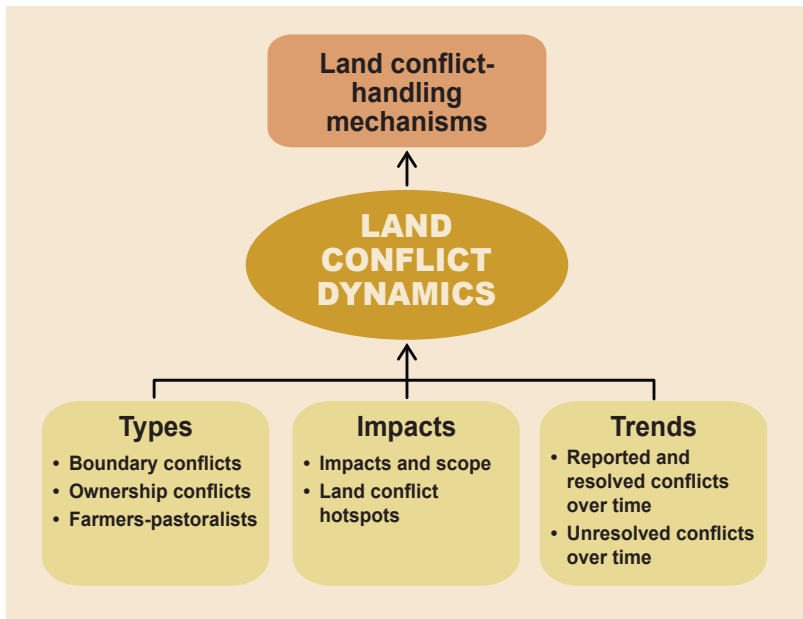 Land conflict-
handling
mechanisms
LAND
CONFLICT
DYNAMICS
Types
• Boundary conflicts
• Ownership conflicts
• Farmers-pastoralists
Impacts
• Impacts and scope
• Land conflict
hotspots
Trends
• Reported and
resolved conflicts
over time
• Unresolved conflicts
over time